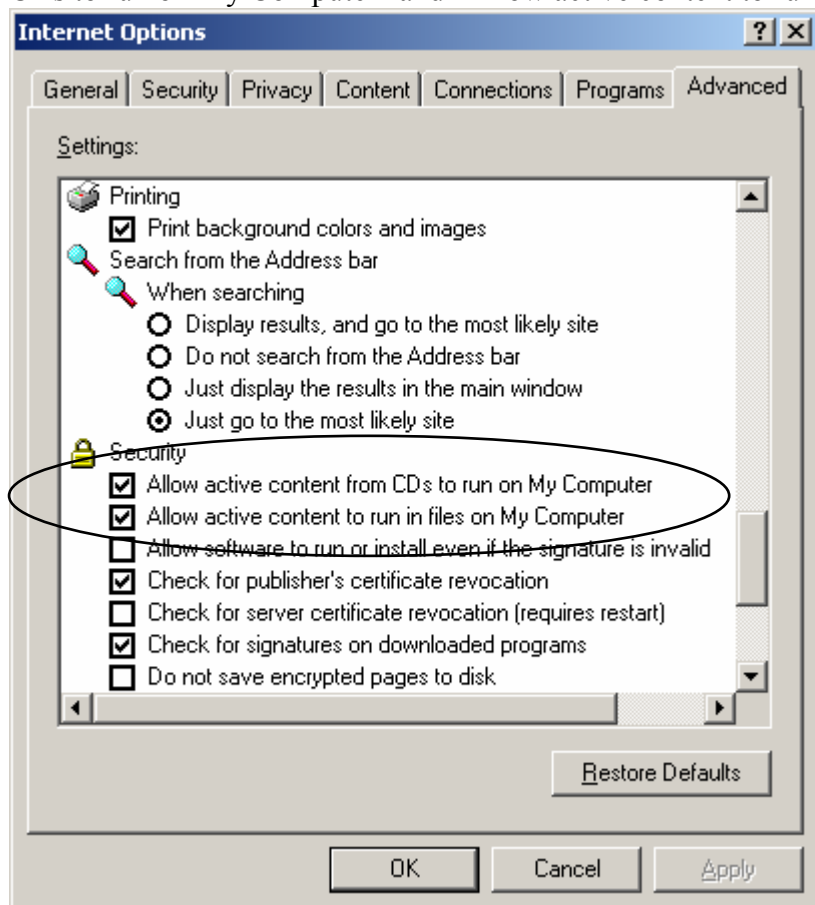 Internet Options
General Security Privacy Content Connections Programs Advanced
Settings:
Printing
Print background colors and images
Search from the Address bar
When searching
Display results, and go to the most likely site
Do not search from the Address bar
Just display the results in the main window
Just go to the most likely site
Security
Allow active content from CDs to run on My Computer
Allow active content to run in files on My Computer
Allow software to run or install even if the signature is invalid
Check for publisher's certificate revocation
Check for server certificate revocation (requires restart)
Check for signatures on downloaded programs
Do not save encrypted pages to disk
Restore Defaults
OK Cancel Apply